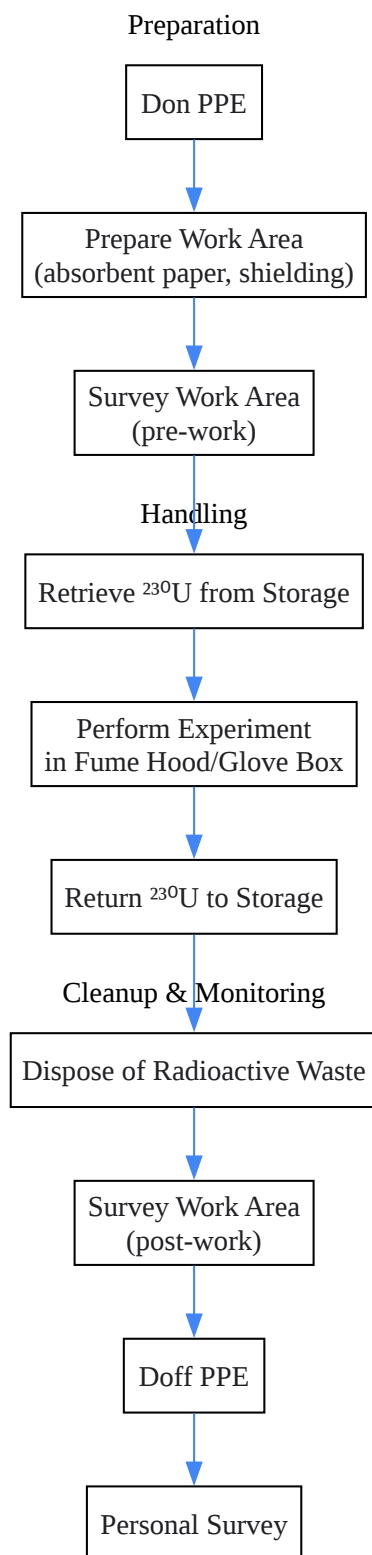 Preparation
Don PPE
Prepare Work Area
(absorbent paper, shielding)
Survey Work Area
(pre-work)
Handling
Retrieve ²³⁰U from Storage
Perform Experiment
in Fume Hood/Glove Box
Return ²³⁰U to Storage
Cleanup & Monitoring
Dispose of Radioactive Waste
Survey Work Area
(post-work)
Doff PPE
Personal Survey